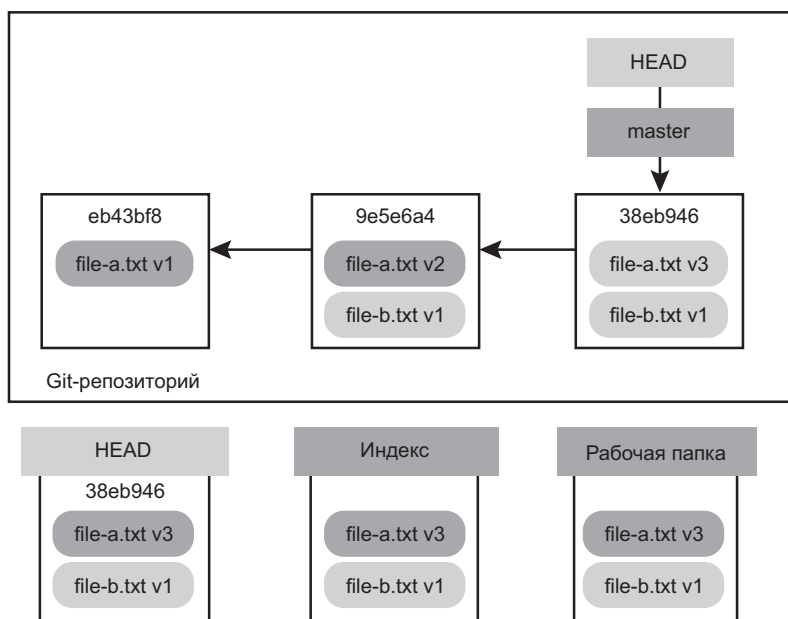 HEAD
master
eb43bf8
9e5e6a4
38eb946
file-a.txt v1
file-a.txt v2
file-a.txt v3
file-b.txt v1
file-b.txt v1
Git-репозиторий
HEAD
Индекс
Рабочая папка
38eb946
file-a.txt v3
file-a.txt v3
file-a.txt v3
file-b.txt v1
file-b.txt v1
file-b.txt v1